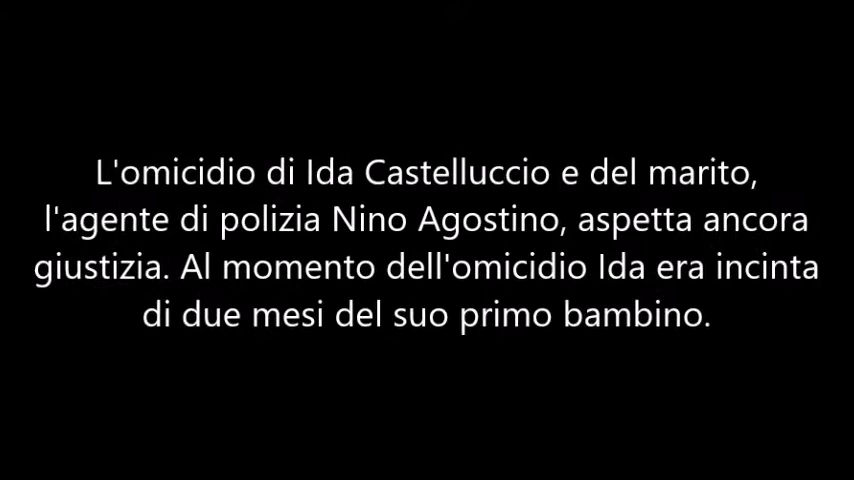 L'omicidio di Ida Castelluccio e del marito,
l'agente di polizia Nino Agostino, aspetta ancora
giustizia. Al momento dell'omicidio Ida era incinta
di due mesi del suo primo bambino.